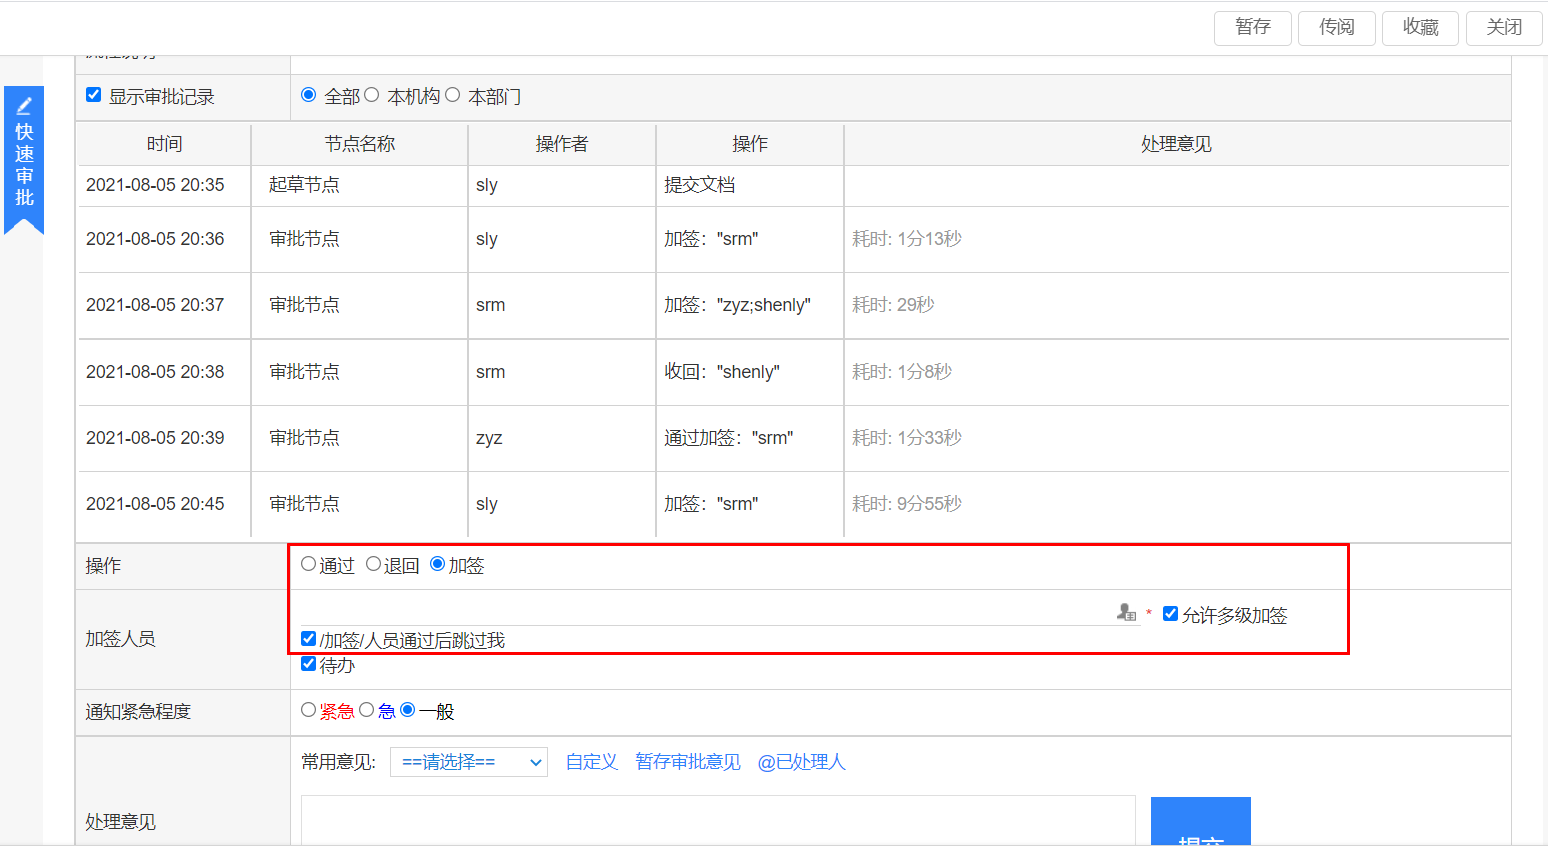 暂存 传阅 收藏 关闭
快速审批
显示审批记录 全部 本机构 本部门
时间 节点名称 操作者 操作 处理意见
2021-08-05 20:35 起草节点 sly 提交文档
2021-08-05 20:36 审批节点 sly 加签："srm" 耗时: 1分13秒
2021-08-05 20:37 审批节点 srm 加签："zyz;shenly" 耗时: 29秒
2021-08-05 20:38 审批节点 srm 收回："shenly" 耗时: 1分8秒
2021-08-05 20:39 审批节点 zyz 通过加签："srm" 耗时: 1分33秒
2021-08-05 20:45 审批节点 sly 加签："srm" 耗时: 9分55秒
操作 通过 退回 加签
* 允许多级加签
加签人员 /加签/人员通过后跳过我
待办
通知紧急程度 紧急 急 一般
常用意见: ==请选择== 自定义 暂存审批意见 @已处理人
处理意见
提交